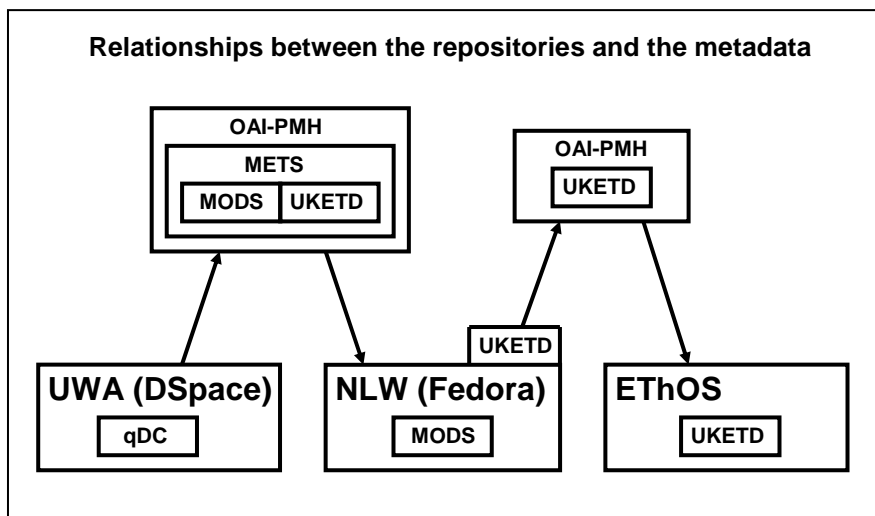 Relationships between the repositories and the metadata
OAI-PMH
METS
MODS UKETD
OAI-PMH
UKETD
UKETD
UWA (DSpace)
qDC
NLW (Fedora)
MODS
EThOS
UKETD